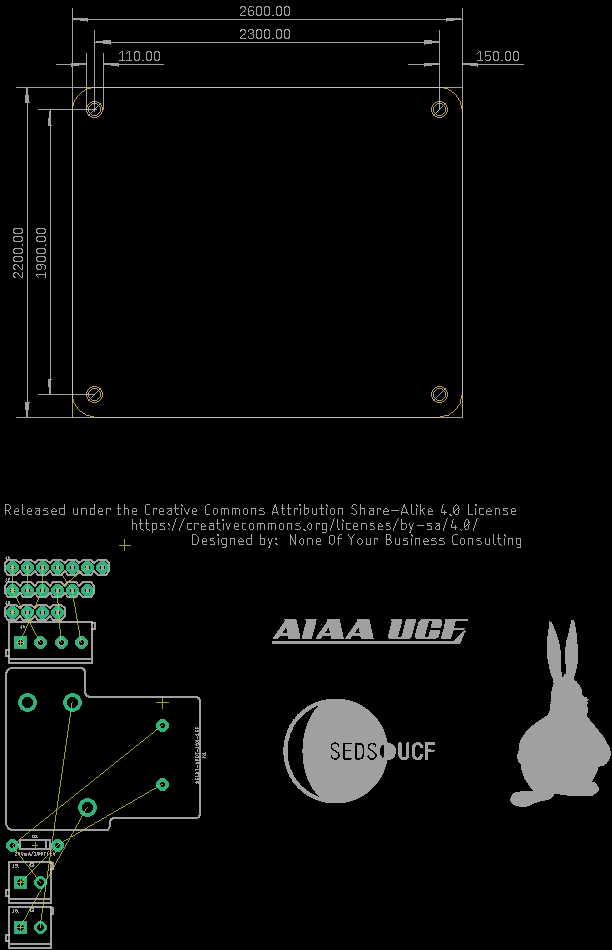 2600.00
2300.00
110.00
150.00
2200.00
1900.00
Released under the Creative Commons Attribution Share-Alike 4.0 License
https://creativecommons.org/licenses/by-sa/4.0/
Designed by: None Of Your Business Consulting
AIAA UCF
SEDS UCF